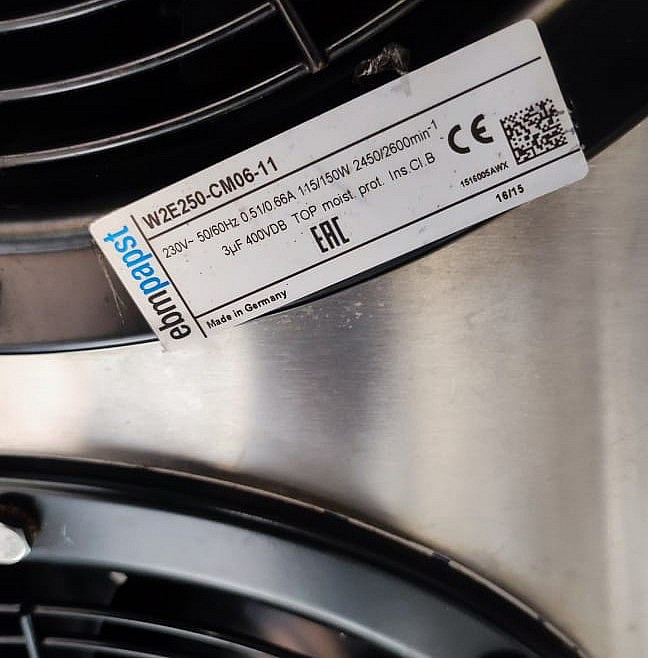 ebmpapst
W2E250-CM06-11
230V~ 50/60Hz 0.51/0.66A 115/150W 2450/2600min⁻¹
3µF 400VDB TOP moist. prot. Ins.Cl.B
EAC
CE
1516005AWX
16/15
Made in Germany